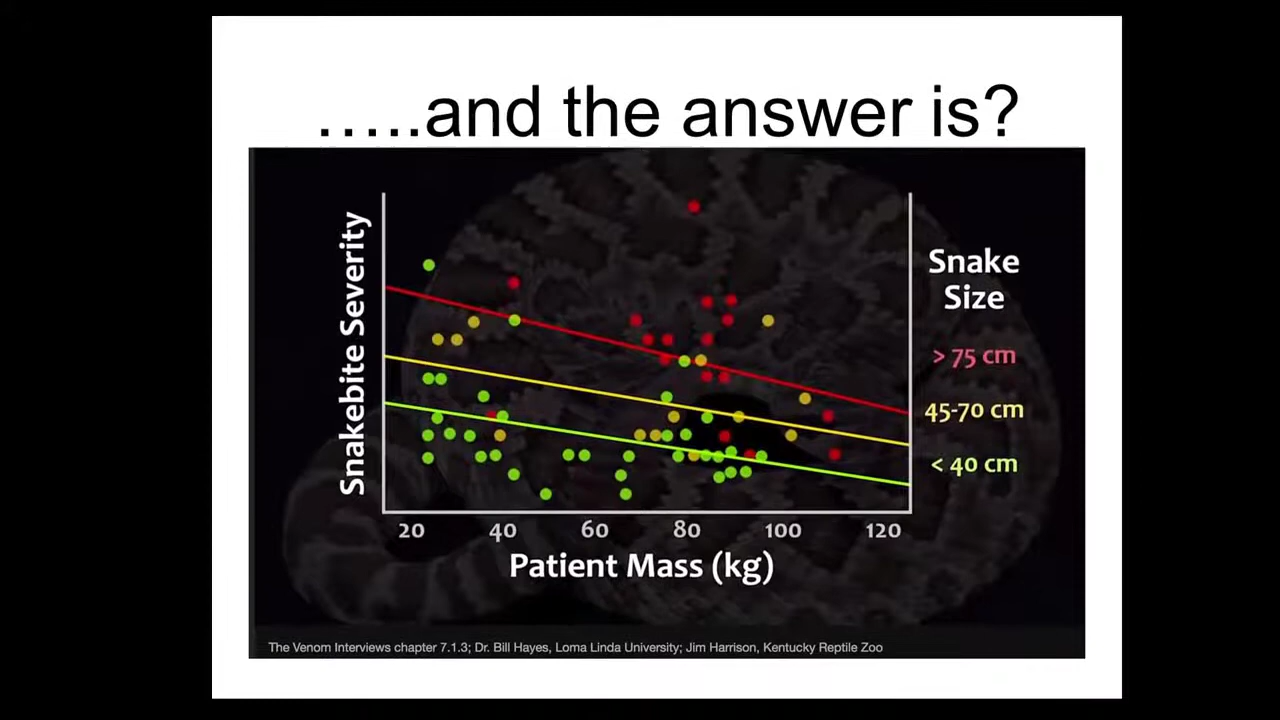 .....and the answer is?
Snakebite Severity
Snake
Size
> 75 cm
45-70 cm
< 40 cm
20 40 60 80 100 120
Patient Mass (kg)
The Venom Interviews chapter 7.1.3; Dr. Bill Hayes, Loma Linda University; Jim Harrison, Kentucky Reptile Zoo